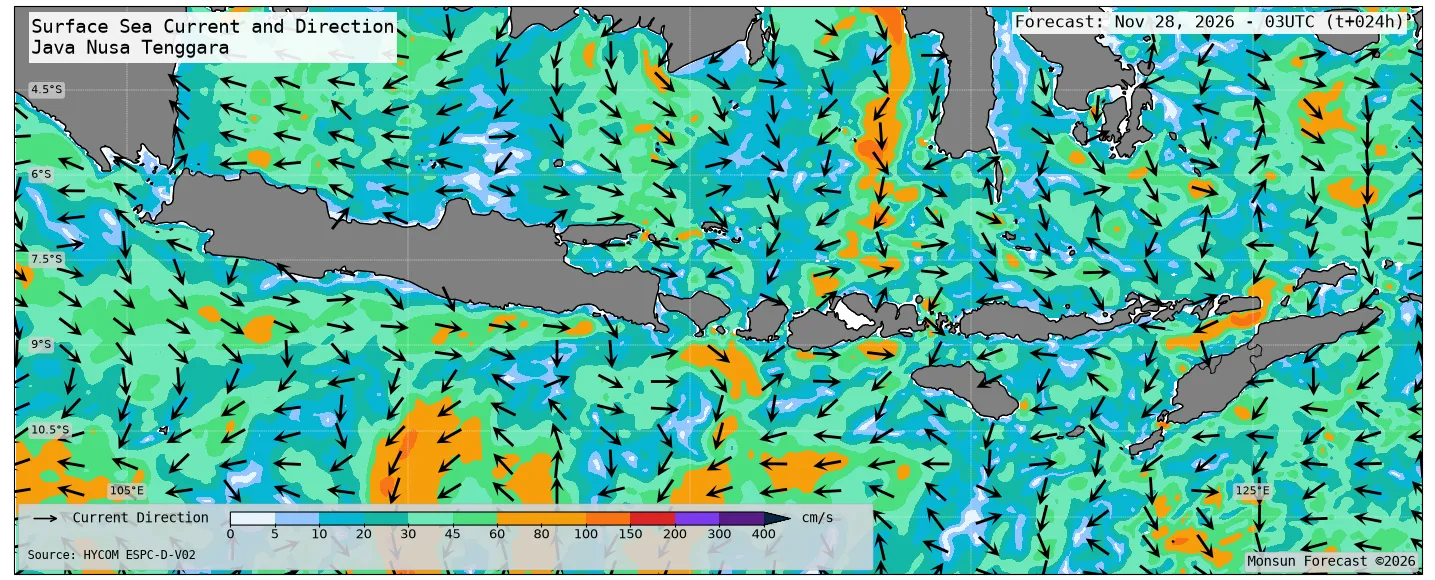 Surface Sea Current and Direction
Java Nusa Tenggara
Forecast: Nov 28, 2026 - 03UTC (t+024h)
4.5°S
6°S
7.5°S
9°S
10.5°S
105°E
125°E
Current Direction
0 5 10 20 30 45 60 80 100 150 200 300 400
cm/s
Source: HYCOM ESPC-D-V02
Monsun Forecast ©2026